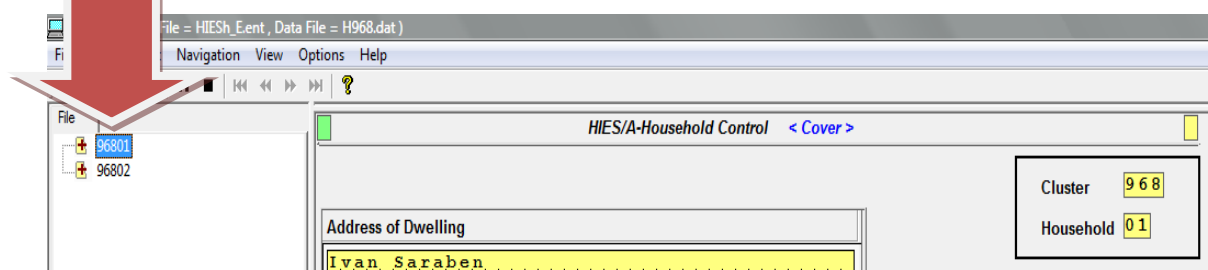 File = HIESh_E.ent , Data File = H968.dat )
Navigation View Options Help
File
96801
96802
HIES/A-Household Control < Cover >
Cluster 968
Household 01
Address of Dwelling
Ivan Saraben